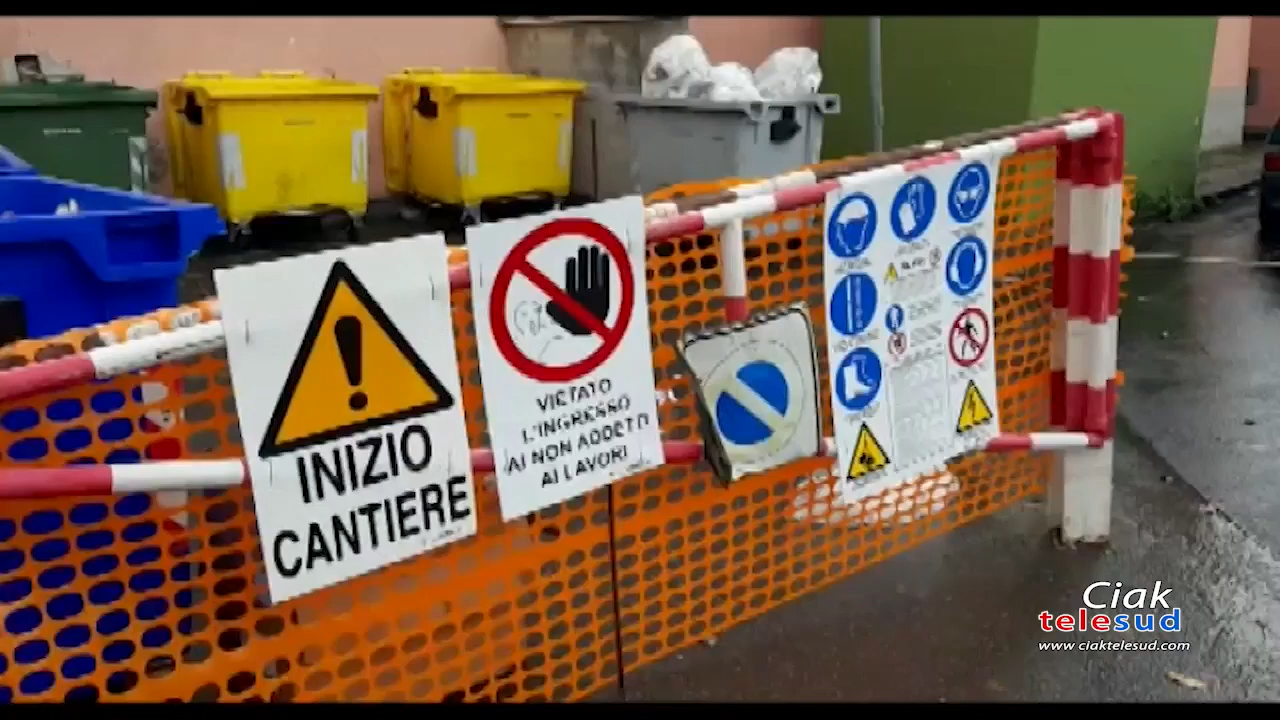 INIZIO
CANTIERE
VIETATO
L'INGRESSO
AI NON ADDETTI
AI LAVORI
Ciak
telesud
www.ciaktelesud.com